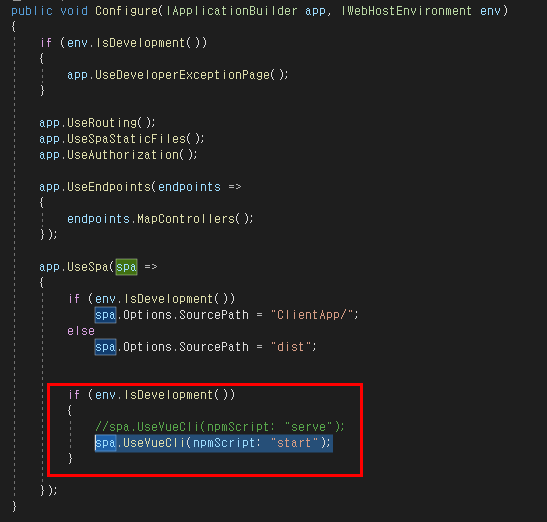 public void Configure(IApplicationBuilder app, IWebHostEnvironment env)
{
if (env.IsDevelopment())
{
app.UseDeveloperExceptionPage();
}
app.UseRouting();
app.UseSpaStaticFiles();
app.UseAuthorization();
app.UseEndpoints(endpoints =>
{
endpoints.MapControllers();
});
app.UseSpa(spa =>
{
if (env.IsDevelopment())
spa.Options.SourcePath = "ClientApp/";
else
spa.Options.SourcePath = "dist";
if (env.IsDevelopment())
{
//spa.UseVueCli(npmScript: "serve");
spa.UseVueCli(npmScript: "start");
}
});
}